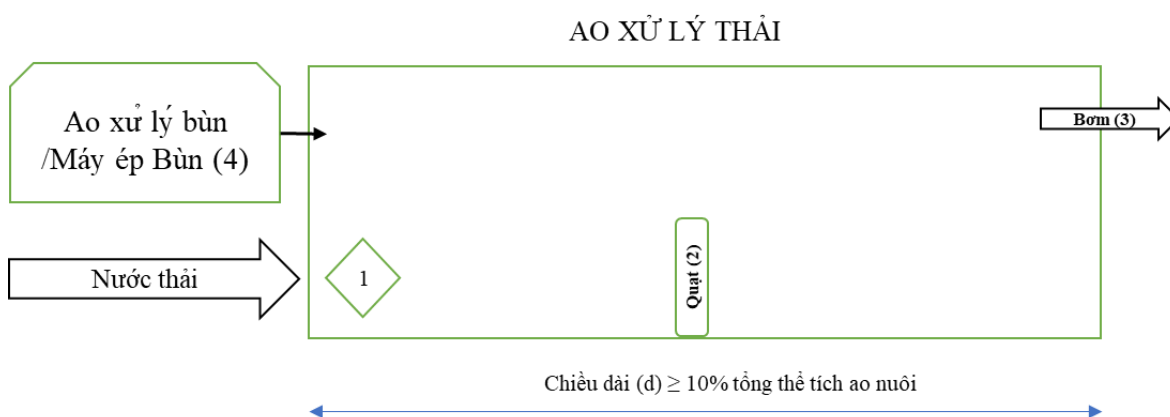 AO XỬ LÝ THẢI
Ao xử lý bùn
/Máy ép Bùn (4)
Bơm (3)
Nước thải
1
Quạt (2)
Chiều dài (d) ≥ 10% tổng thể tích ao nuôi